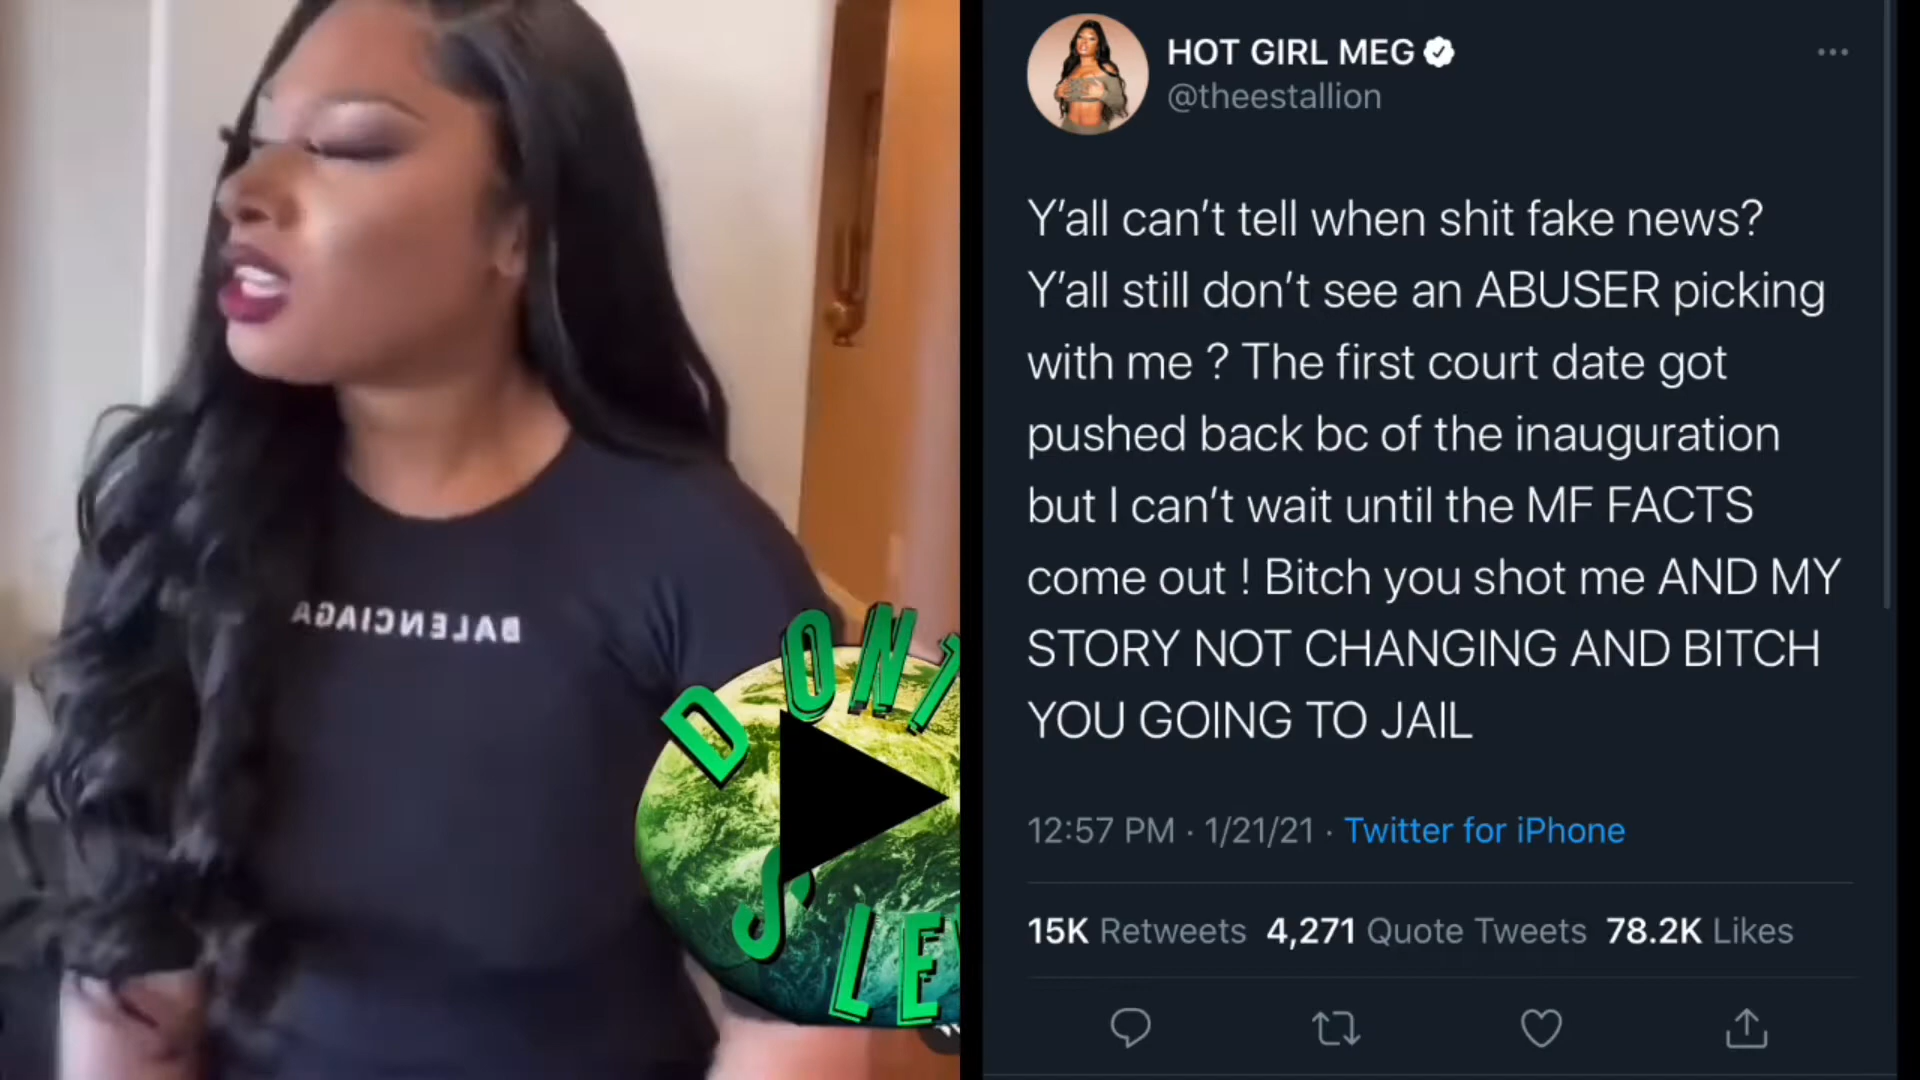 BALENCIAGA
DONT
S LE
HOT GIRL MEG
@theestallion
Y'all can't tell when shit fake news?
Y'all still don't see an ABUSER picking
with me ? The first court date got
pushed back bc of the inauguration
but I can't wait until the MF FACTS
come out ! Bitch you shot me AND MY
STORY NOT CHANGING AND BITCH
YOU GOING TO JAIL
12:57 PM · 1/21/21 · Twitter for iPhone
15K Retweets 4,271 Quote Tweets 78.2K Likes